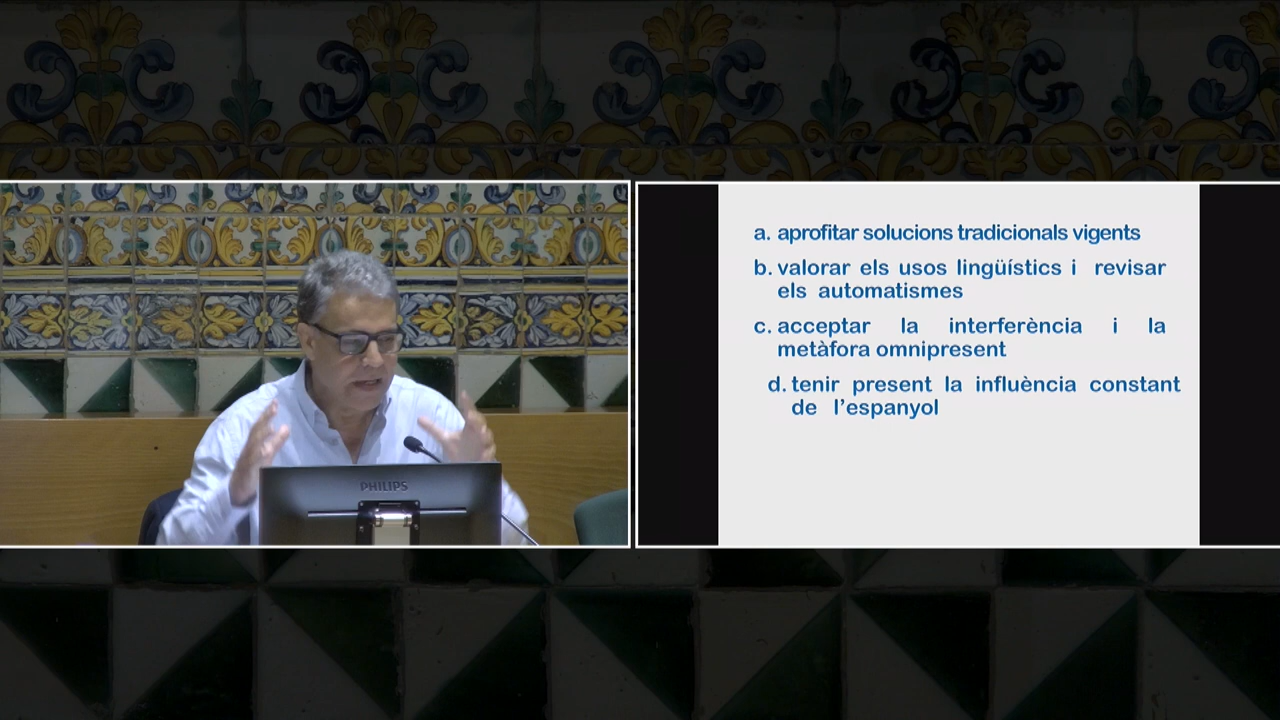 PHILIPS
a. aprofitar solucions tradicionals vigents
b. valorar els usos lingüístics i revisar
els automatismes
c. acceptar la interferència i la
metàfora omnipresent
d. tenir present la influència constant
de l'espanyol